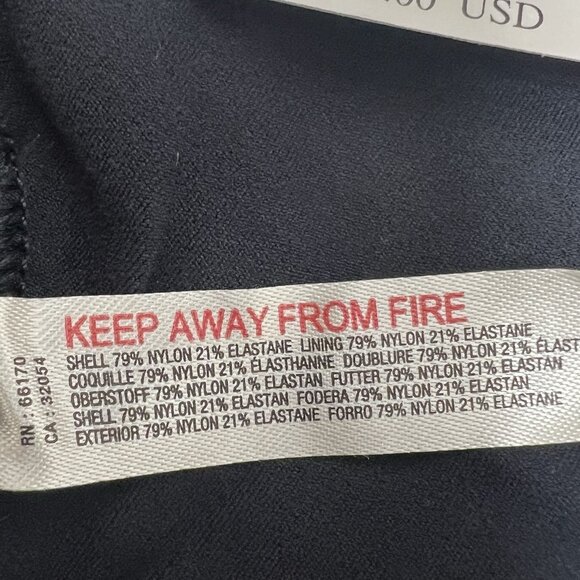 .00 USD
KEEP AWAY FROM FIRE
SHELL 79% NYLON 21% ELASTANE LINING 79% NYLON 21% ELASTANE
COQUILLE 79% NYLON 21% ÉLASTHANNE DOUBLURE 79% NYLON 21% ÉLASTHAN
OBERSTOFF 79% NYLON 21% ELASTAN FUTTER 79% NYLON 21% ELASTAN
SHELL 79% NYLON 21% ELASTAN FODERA 79% NYLON 21% ELASTAN
EXTERIOR 79% NYLON 21% ELASTANE FORRO 79% NYLON 21% ELASTANE
RN : 66170
CA : 32054